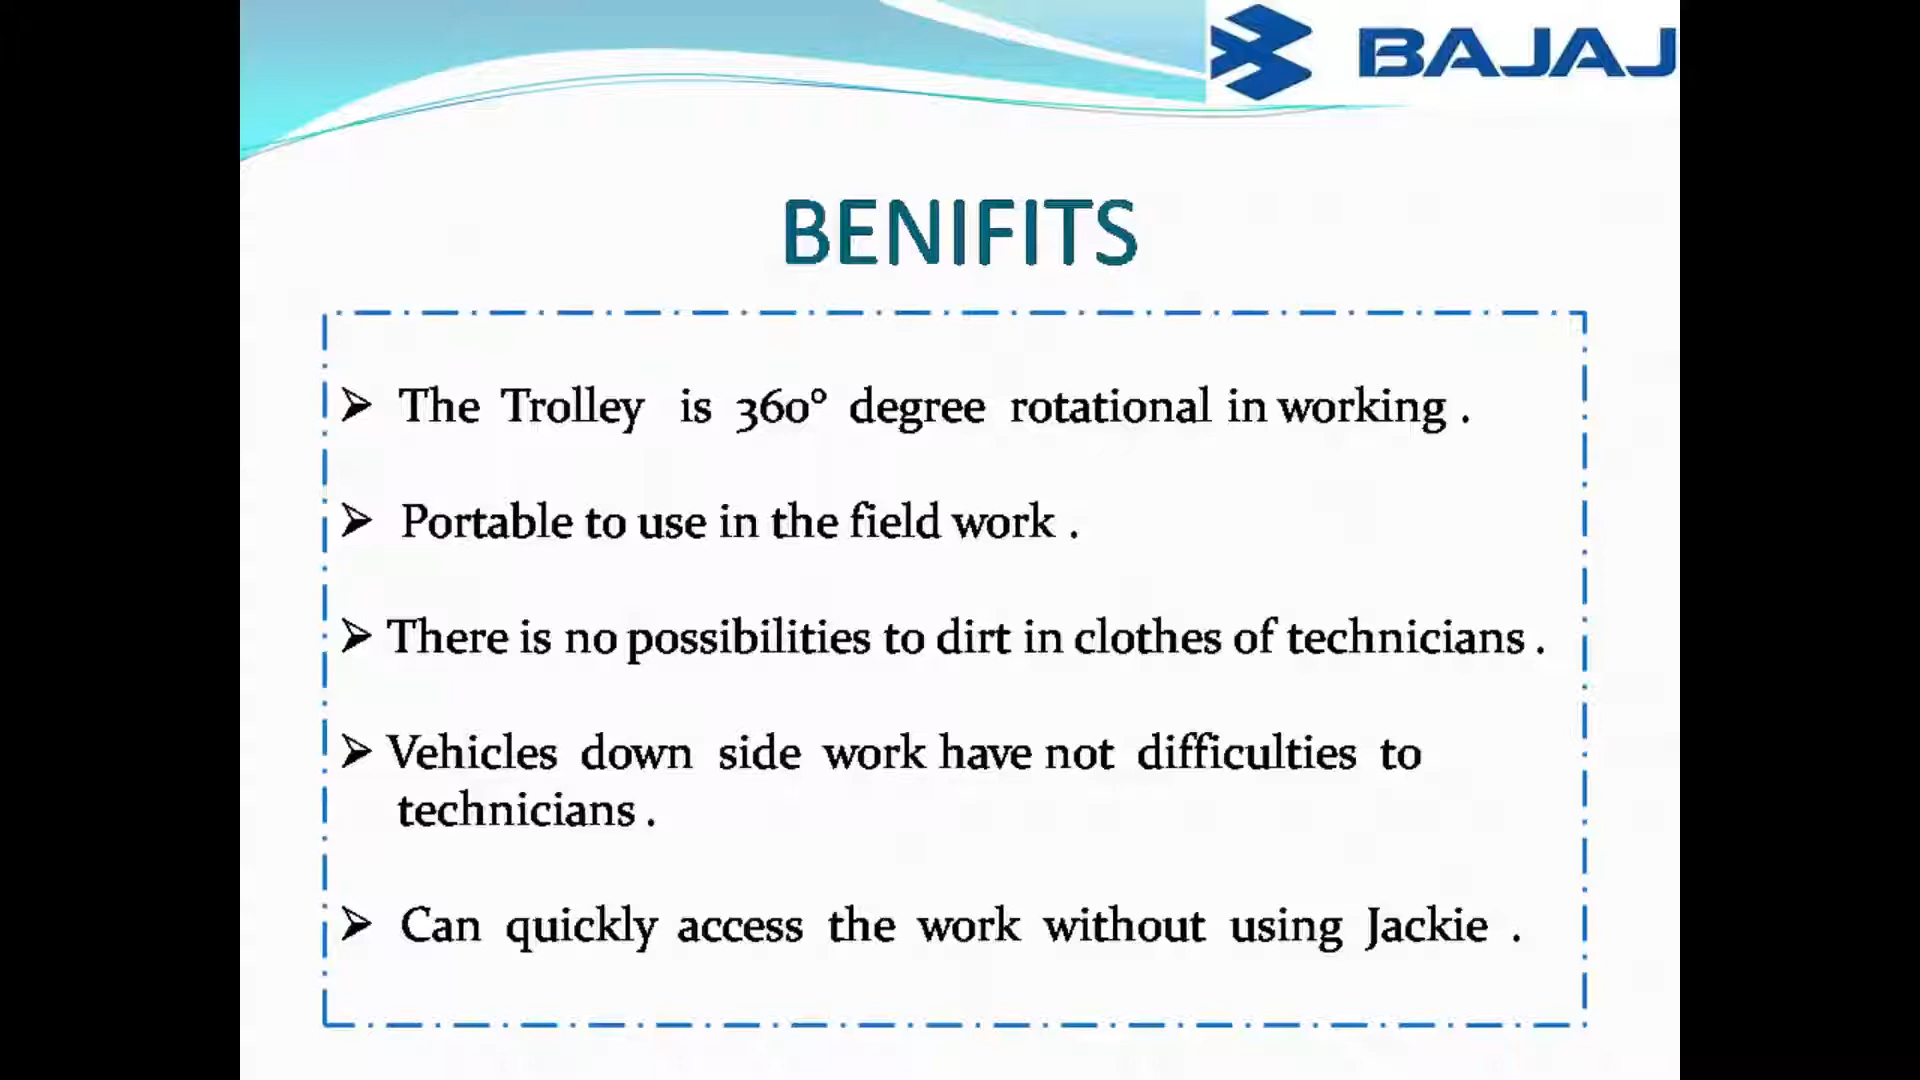 BAJAJ
BENIFITS
➢ The Trolley is 360° degree rotational in working .
➢ Portable to use in the field work .
➢ There is no possibilities to dirt in clothes of technicians .
➢ Vehicles down side work have not difficulties to
technicians .
➢ Can quickly access the work without using Jackie .